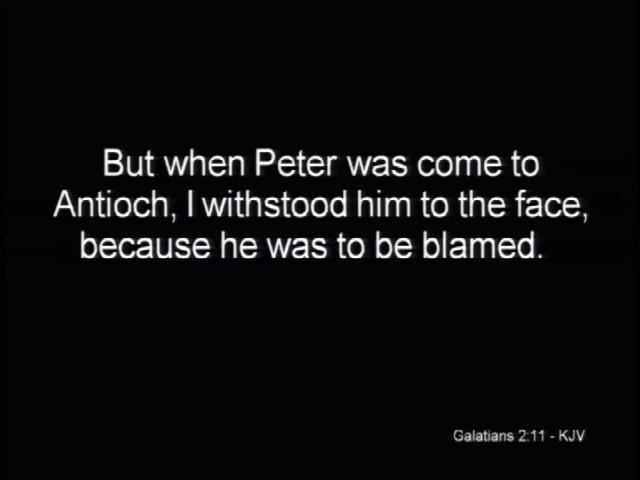 But when Peter was come to
Antioch, I withstood him to the face,
because he was to be blamed.
Galatians 2:11 - KJV